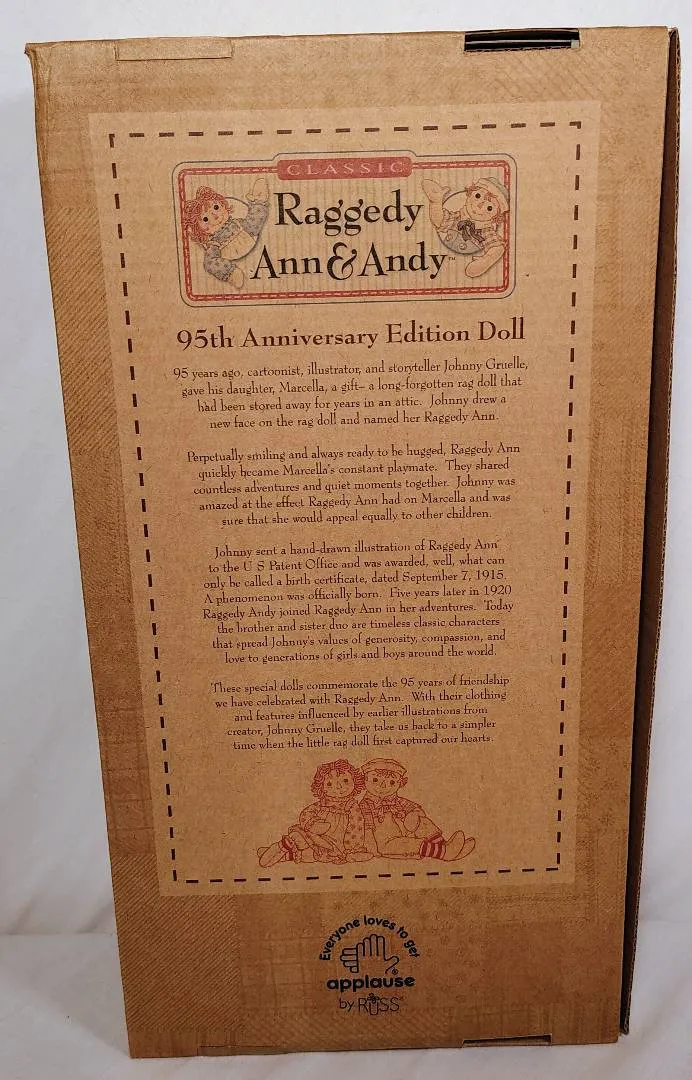 CLASSIC
Raggedy
Ann & Andy™
95th Anniversary Edition Doll
95 years ago, cartoonist, illustrator, and storyteller Johnny Gruelle,
gave his daughter, Marcella, a gift– a long-forgotten rag doll that
had been stored away for years in an attic. Johnny drew a
new face on the rag doll and named her Raggedy Ann.
Perpetually smiling and always ready to be hugged, Raggedy Ann
quickly became Marcella's constant playmate. They shared
countless adventures and quiet moments together. Johnny was
amazed at the effect Raggedy Ann had on Marcella and was
sure that she would appeal equally to other children.
Johnny sent a hand-drawn illustration of Raggedy Ann
to the U S Patent Office and was awarded, well, what can
only be called a birth certificate, dated September 7, 1915.
A phenomenon was officially born. Five years later in 1920
Raggedy Andy joined Raggedy Ann in her adventures. Today
the brother and sister duo are timeless classic characters
that spread Johnny's values of generosity, compassion, and
love to generations of girls and boys around the world.
These special dolls commemorate the 95 years of friendship
we have celebrated with Raggedy Ann. With their clothing
and features influenced by earlier illustrations from
creator, Johnny Gruelle, they take us back to a simpler
time when the little rag doll first captured our hearts.
Everyone loves to get
applause®
by RUSS®